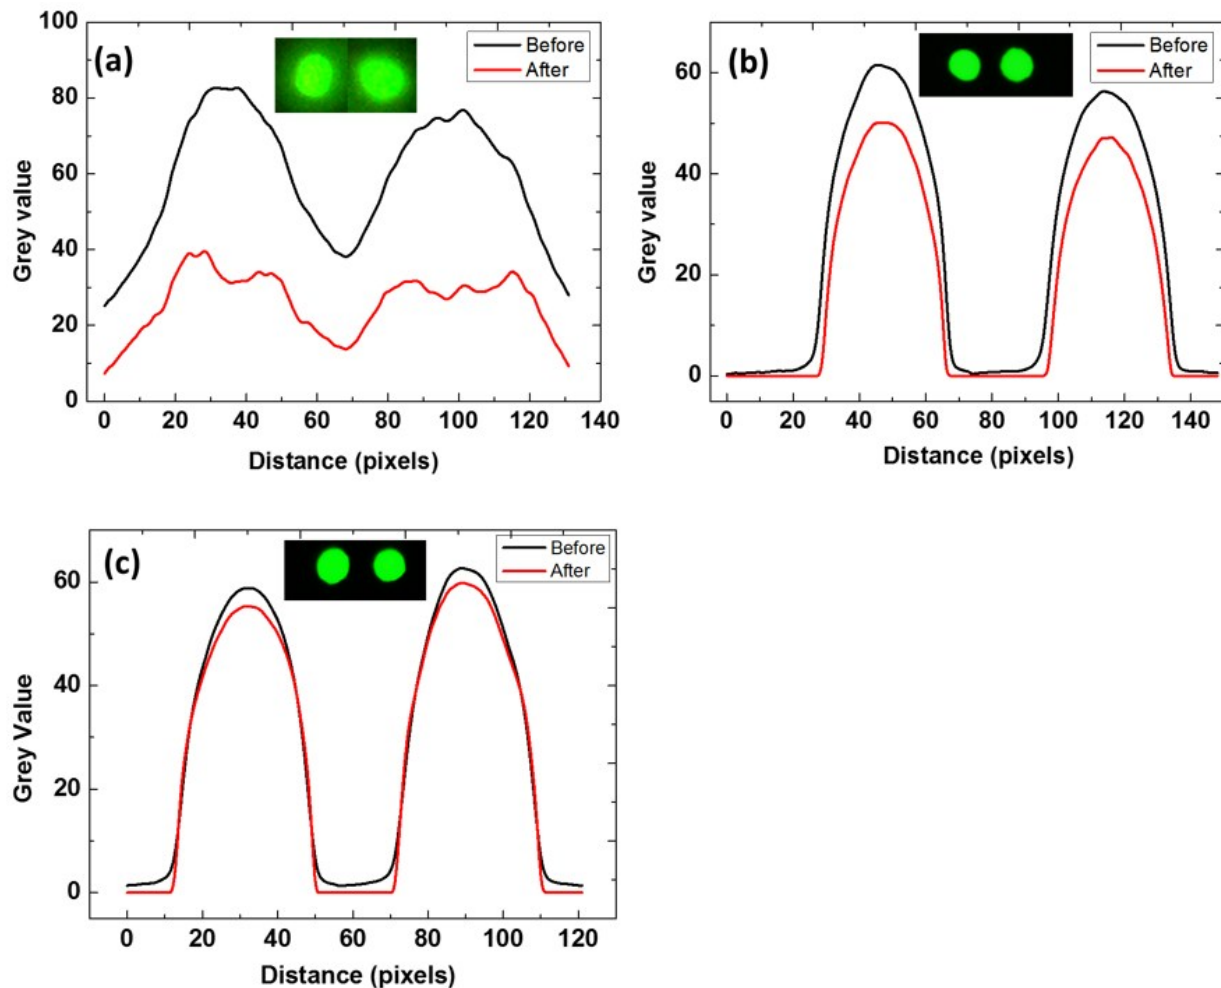 (a)
Before
After
Grey value
100
80
60
40
20
0
0 20 40 60 80 100 120 140
Distance (pixels)
(b)
Before
After
Grey value
60
40
20
0
0 20 40 60 80 100 120 140
Distance (pixels)
(c)
Before
After
Grey Value
60
40
20
0
0 20 40 60 80 100 120
Distance (pixels)